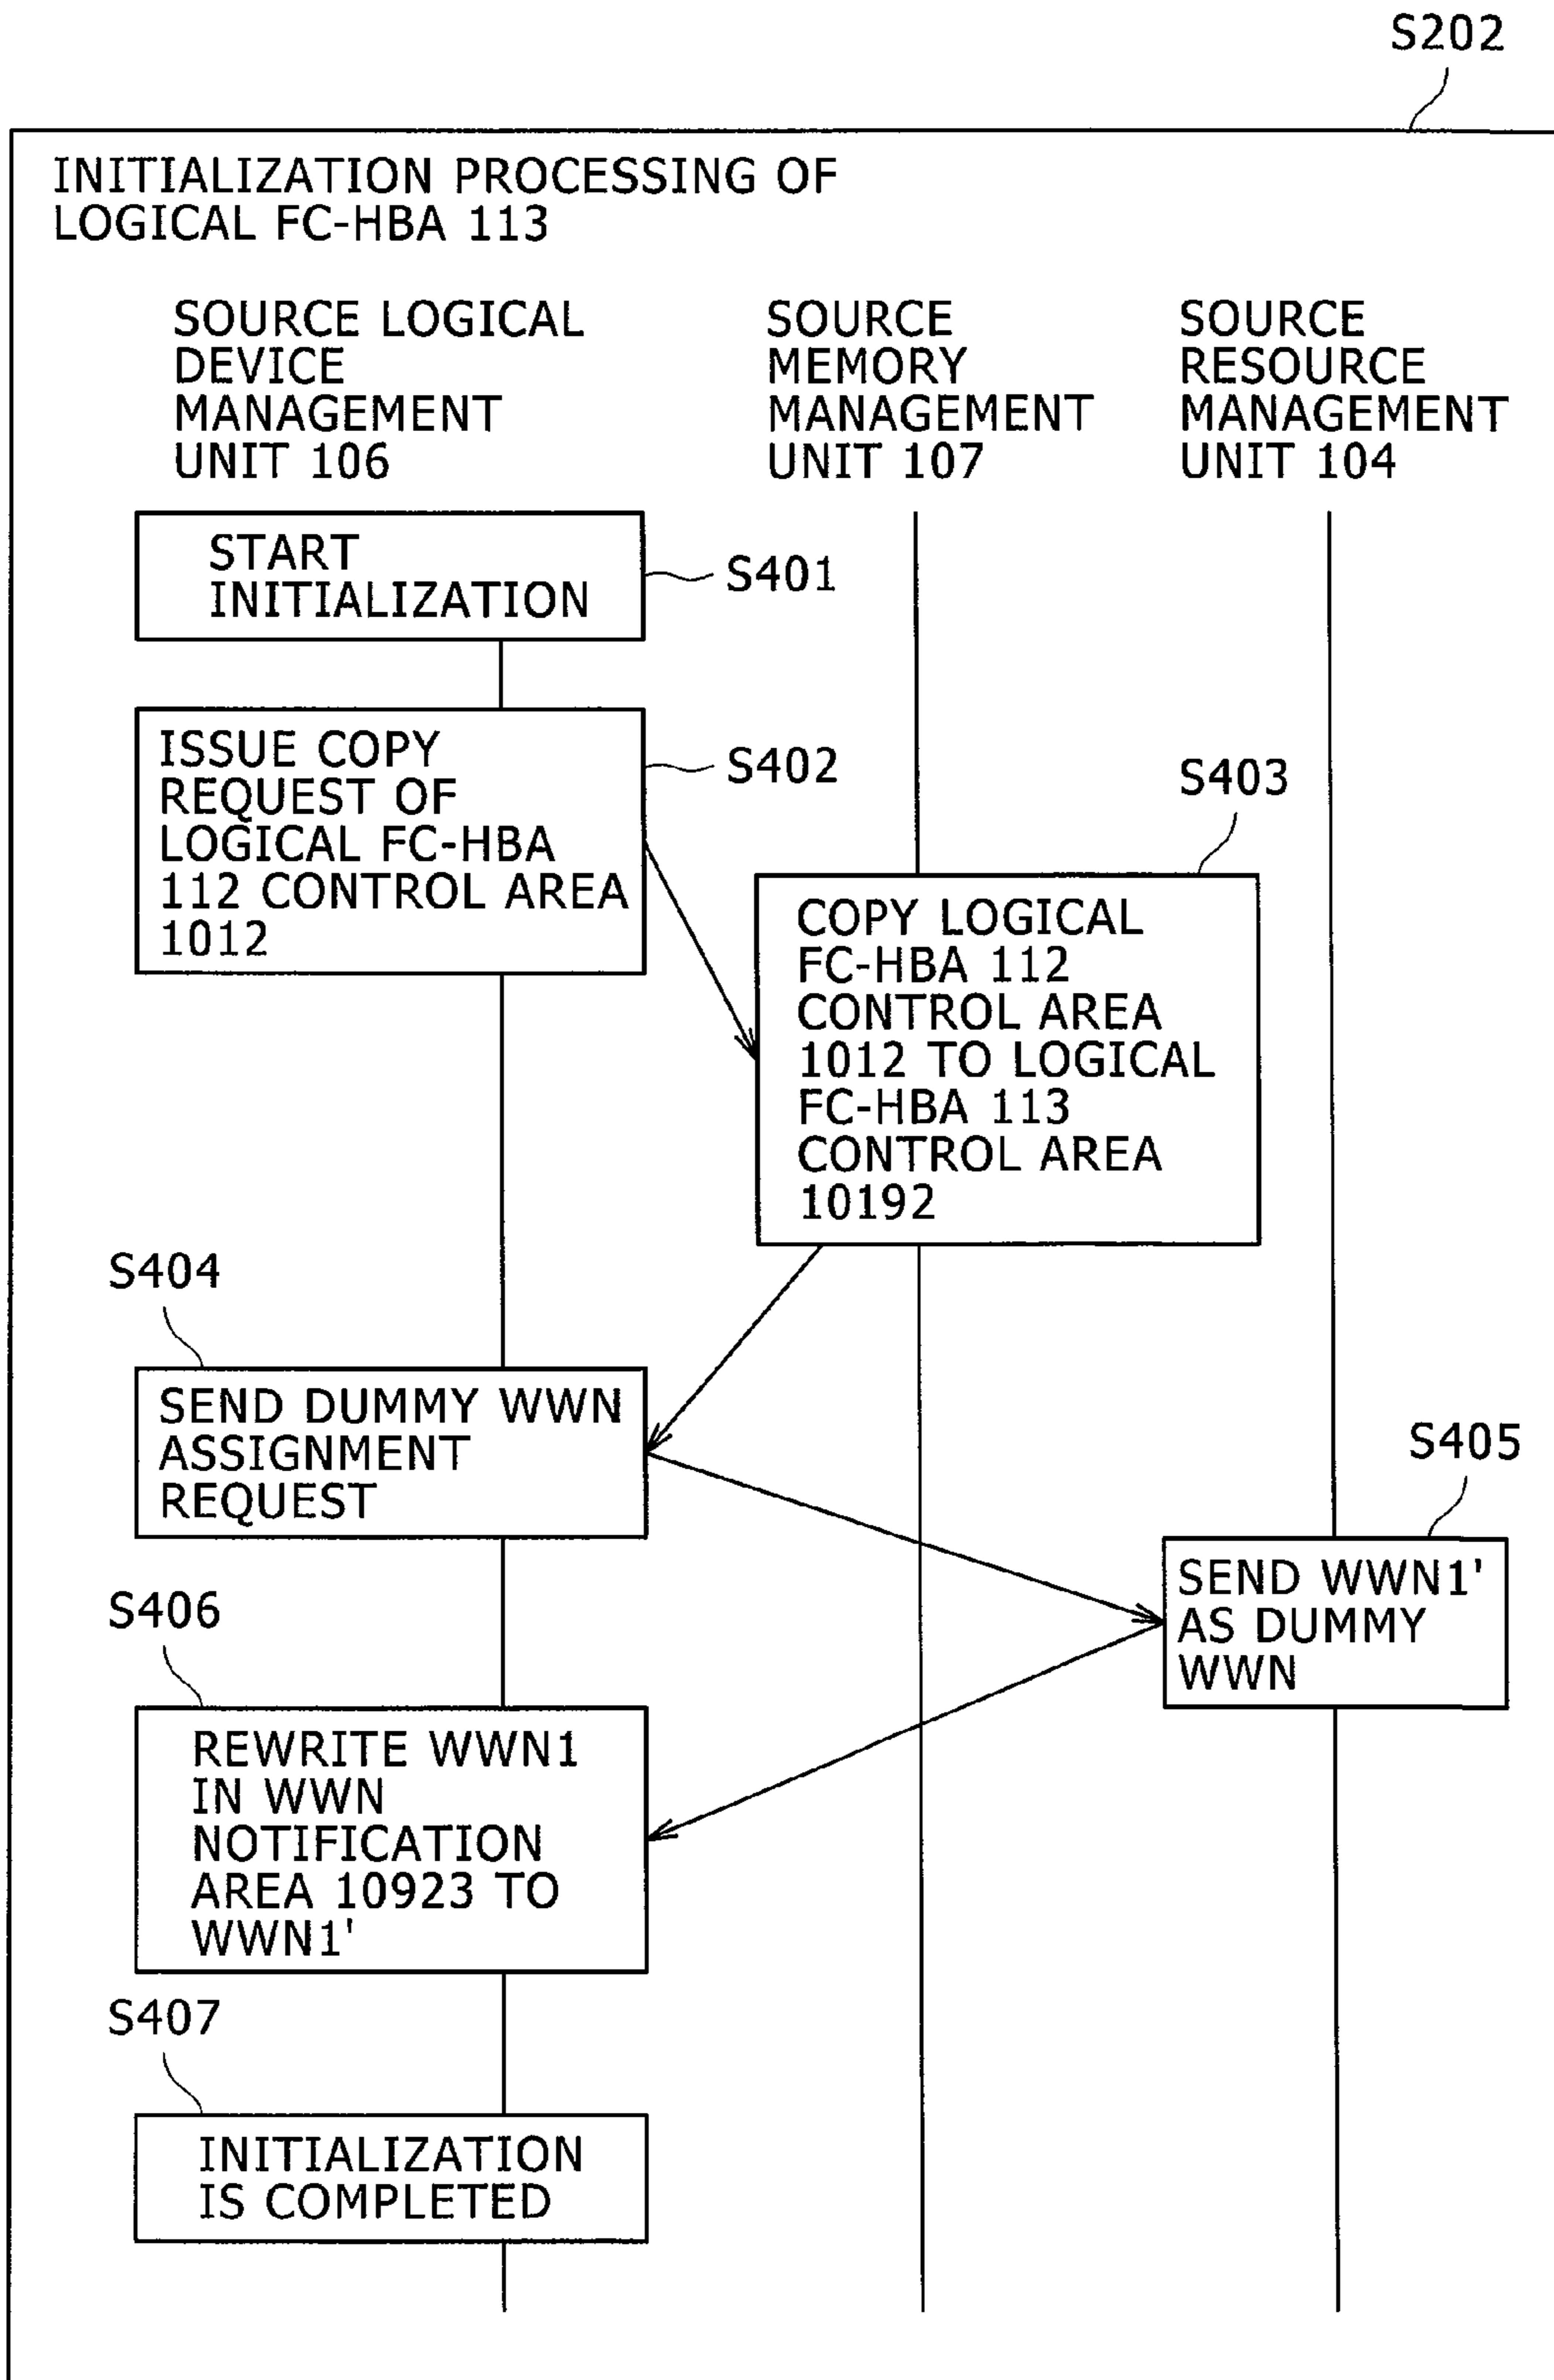 S202
INITIALIZATION PROCESSING OF
LOGICAL FC-HBA 113
SOURCE LOGICAL
DEVICE
MANAGEMENT
UNIT 106
SOURCE
MEMORY
MANAGEMENT
UNIT 107
SOURCE
RESOURCE
MANAGEMENT
UNIT 104
START
INITIALIZATION
S401
ISSUE COPY
REQUEST OF
LOGICAL FC-HBA
112 CONTROL AREA
1012
S402
S403
COPY LOGICAL
FC-HBA 112
CONTROL AREA
1012 TO LOGICAL
FC-HBA 113
CONTROL AREA
10192
S404
SEND DUMMY WWN
ASSIGNMENT
REQUEST
S405
SEND WWN1'
AS DUMMY
WWN
S406
REWRITE WWN1
IN WWN
NOTIFICATION
AREA 10923 TO
WWN1'
S407
INITIALIZATION
IS COMPLETED